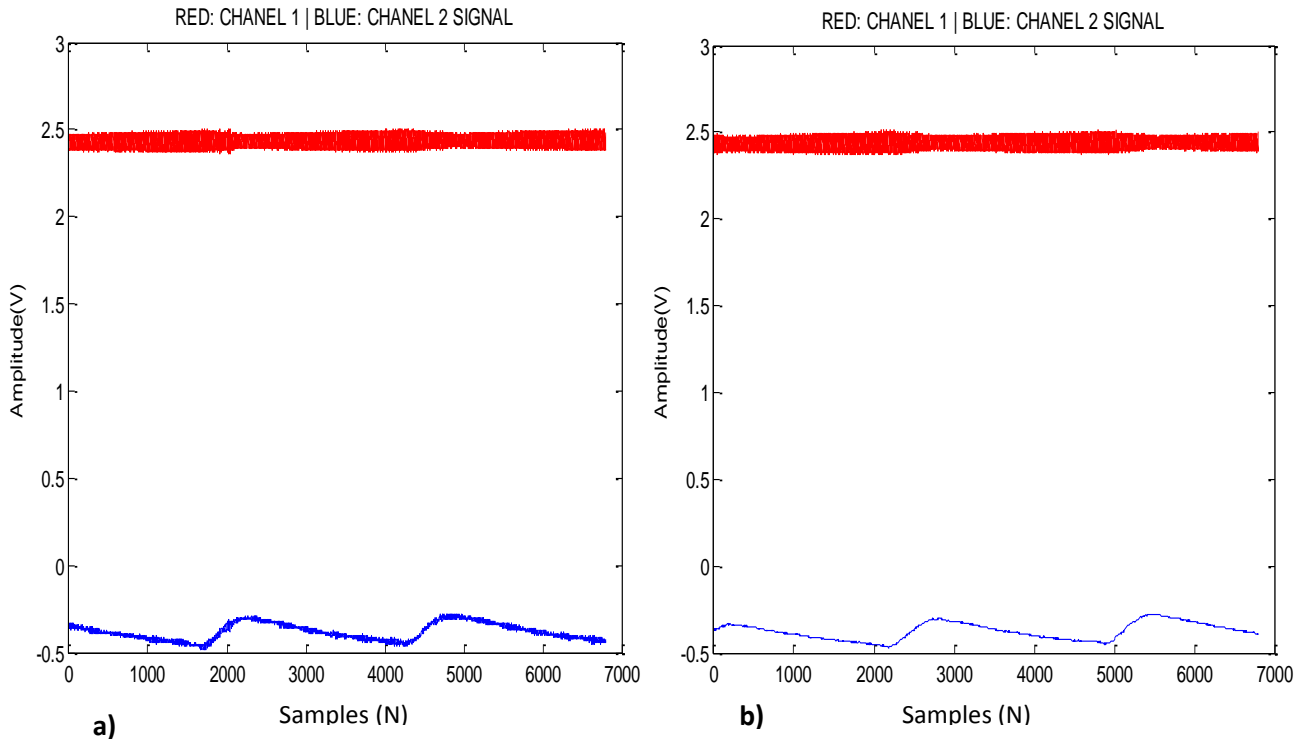 RED: CHANEL 1 | BLUE: CHANEL 2 SIGNAL
3
2.5
2
1.5
1
0.5
0
-0.5
Amplitude(V)
0 1000 2000 3000 4000 5000 6000 7000
Samples (N)
a)
RED: CHANEL 1 | BLUE: CHANEL 2 SIGNAL
3
2.5
2
1.5
1
0.5
0
-0.5
Amplitude(V)
0 1000 2000 3000 4000 5000 6000 7000
Samples (N)
b)